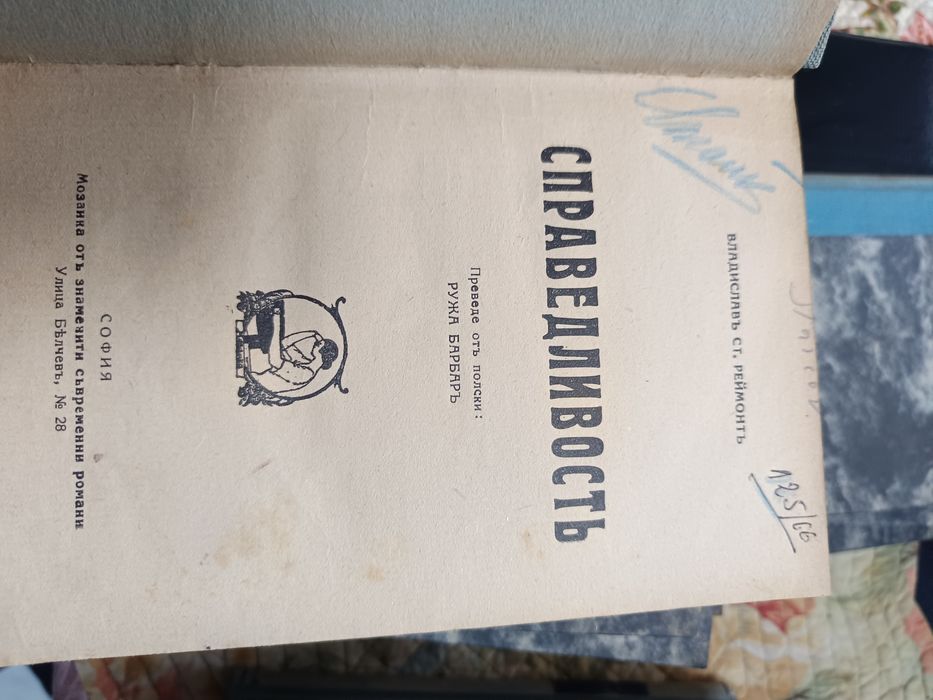 ВЛАДИСЛАВЪ СТ. РЕЙМОНТЪ
125/66
СПРАВЕДЛИВОСТЬ
Преведе отъ полски:
РУЖА БАРБАРЪ
СОФИЯ
Мозаика отъ знаменити съвременни романи
Улица Бѣлчевъ, № 28